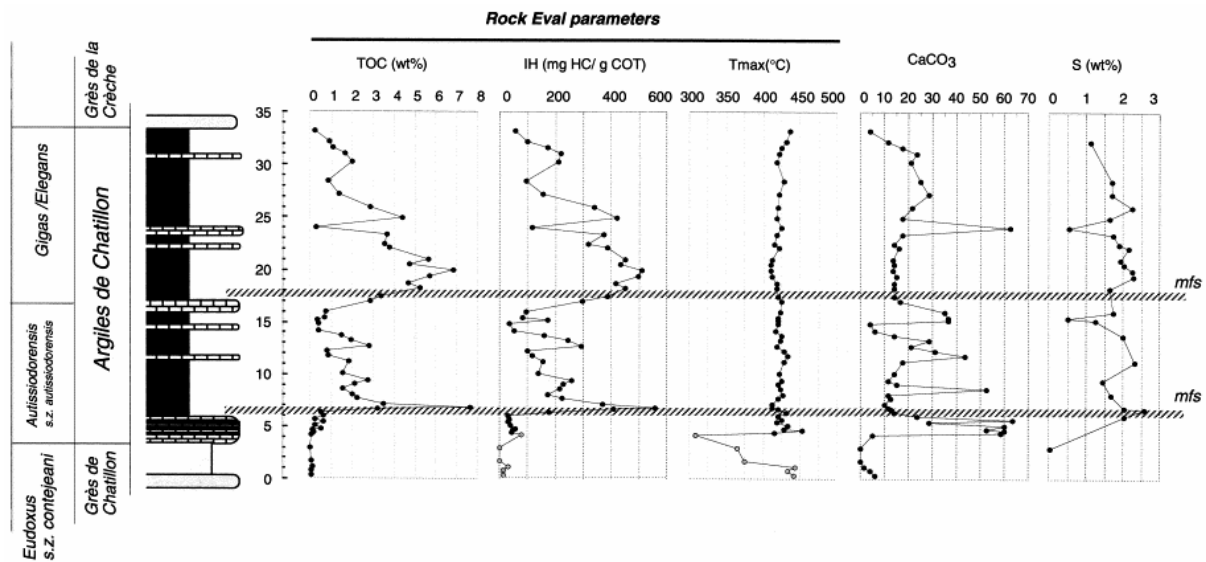 Rock Eval parameters
TOC (wt%)
IH (mg HC/ g COT)
Tmax(°C)
CaCO3
S (wt%)
0 1 2 3 4 5 6 7 8
0 200 400 600
300 350 400 450 500
0 10 20 30 40 50 60 70
0 1 2 3
35
30
25
20
15
10
5
0
Grès de la
Crèche
Gigas /Elegans
Argiles de Chatillon
Autissiodorensis
s.z. autissiodorensis
Grès de
Chatillon
Eudoxus
s.z. contejeani
mfs
mfs